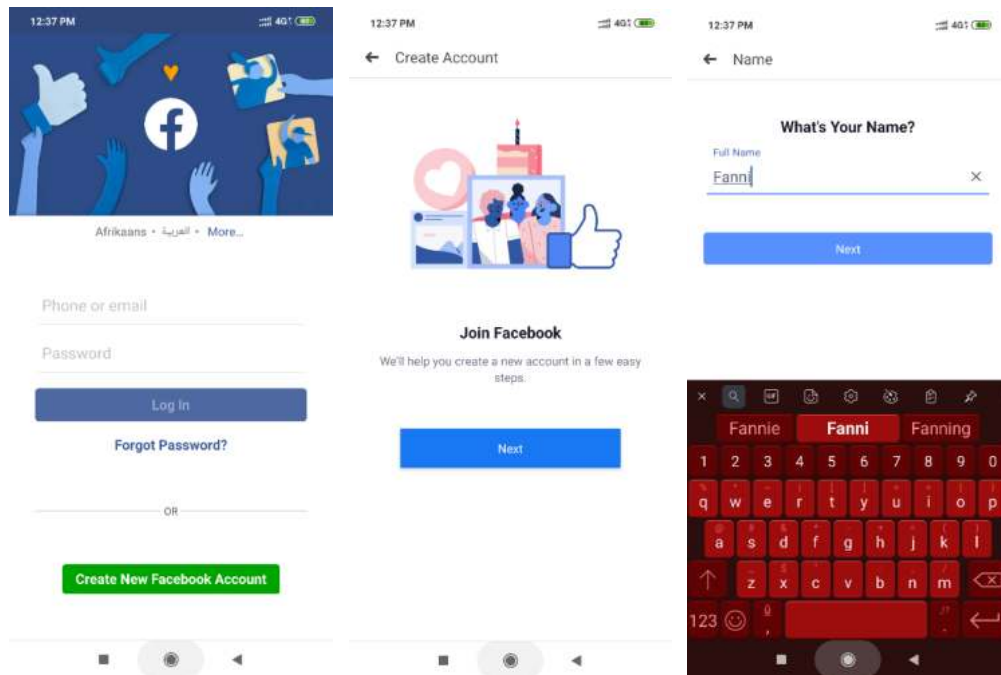 12:37 PM
Afrikaans • العربية • More...
Phone or email
Password
Log In
Forgot Password?
OR
Create New Facebook Account
12:37 PM
Create Account
Join Facebook
We'll help you create a new account in a few easy
steps.
Next
12:37 PM
Name
What's Your Name?
Full Name
Fanni
Next
GIF
Fannie Fanni Fanning
1 2 3 4 5 6 7 8 9 0
q w e r t y u i o p
a s d f g h j k l
z x c v b n m
123 ,  .